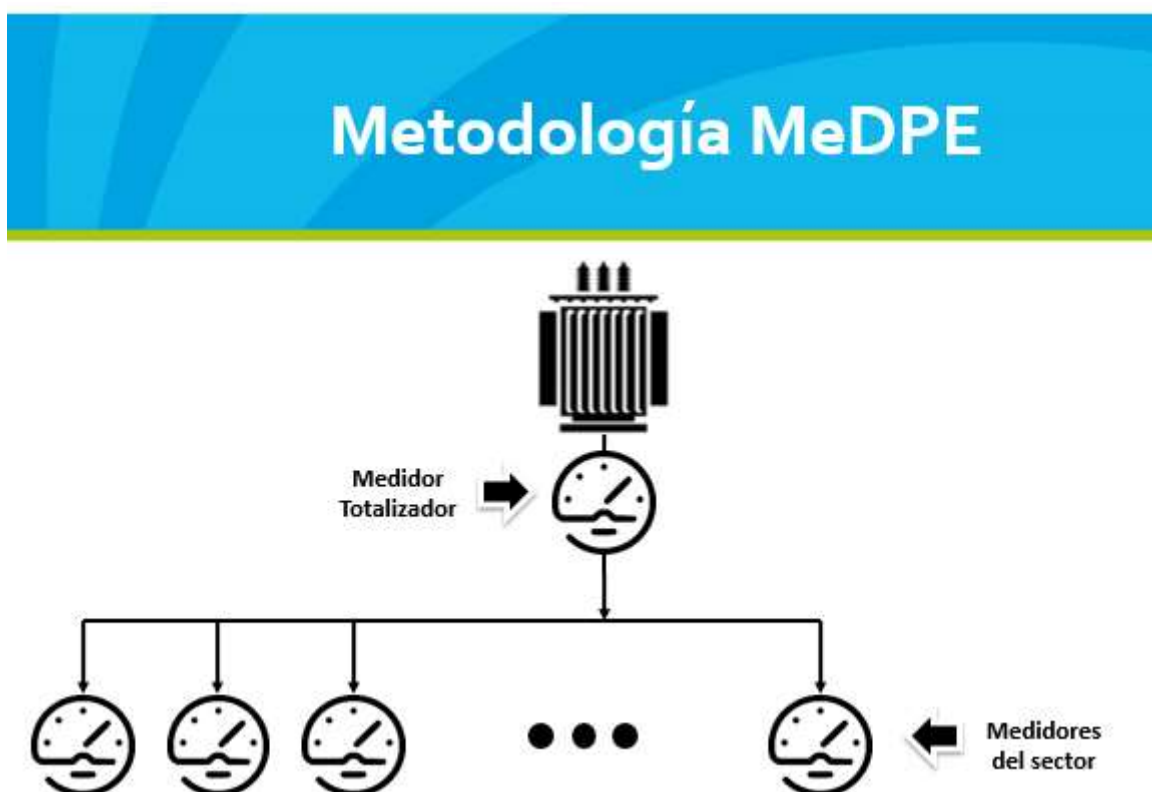 Metodología MeDPE
Medidor
Totalizador
Medidores
del sector